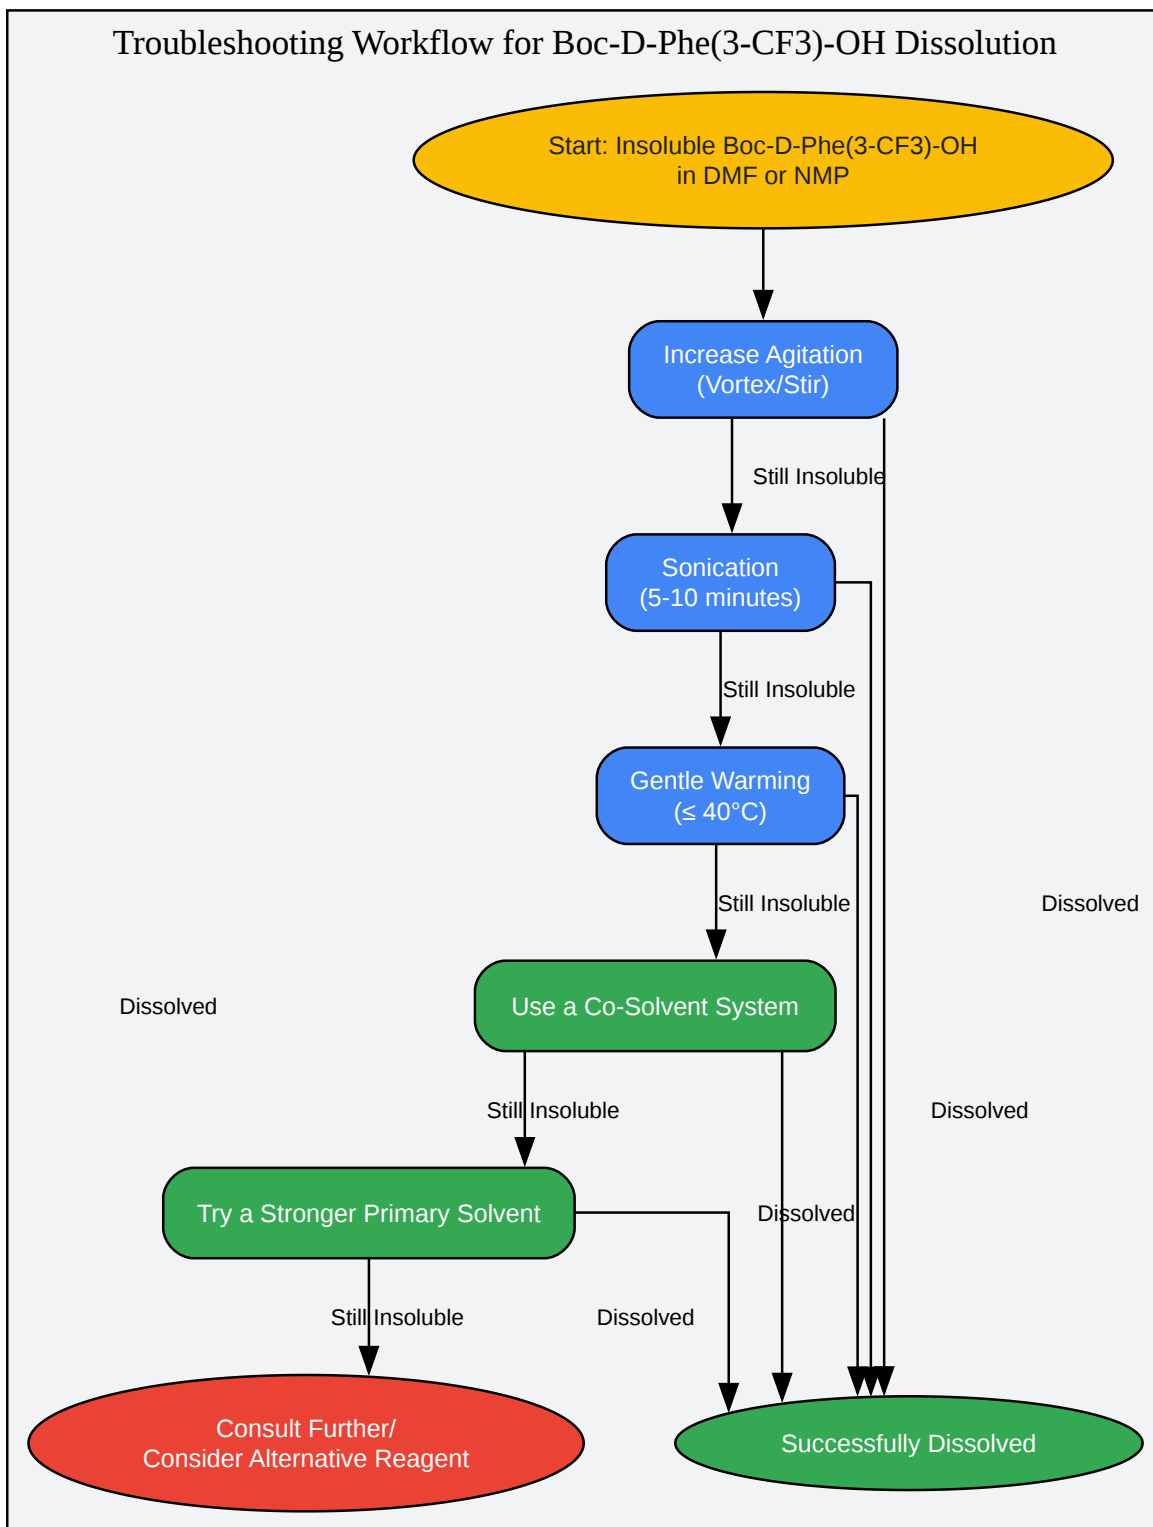 Troubleshooting Workflow for Boc-D-Phe(3-CF3)-OH Dissolution
Start: Insoluble Boc-D-Phe(3-CF3)-OH
in DMF or NMP
Increase Agitation
(Vortex/Stir)
Still Insoluble
Sonication
(5-10 minutes)
Still Insoluble
Gentle Warming
(≤ 40°C)
Still Insoluble
Dissolved
Dissolved
Use a Co-Solvent System
Still Insoluble
Dissolved
Try a Stronger Primary Solvent
Dissolved
Still Insoluble
Dissolved
Consult Further/
Consider Alternative Reagent
Successfully Dissolved